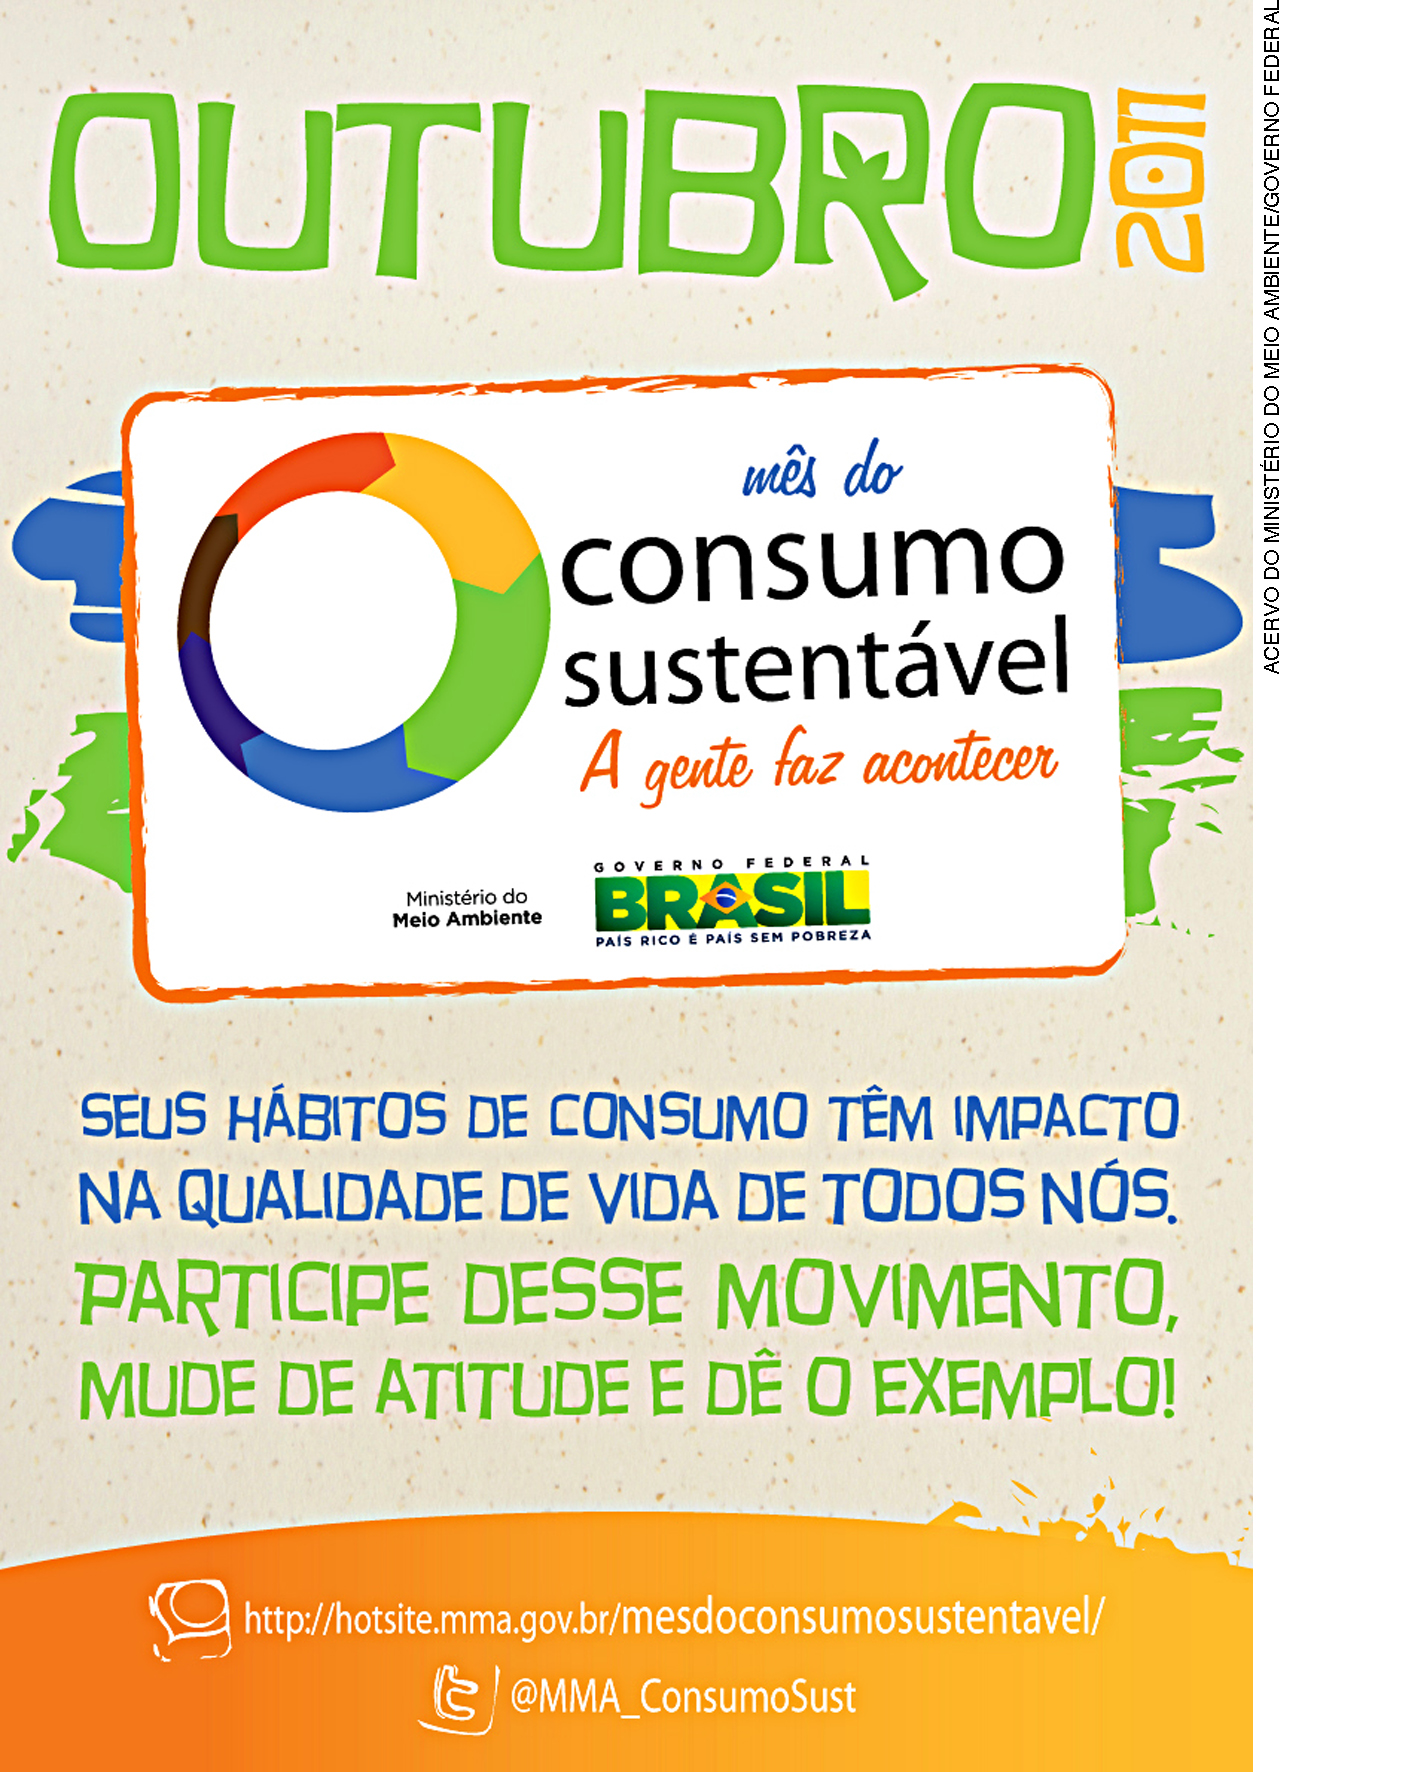 OUTUBRO
2011
ACERVO DO MINISTÉRIO DO MEIO AMBIENTE/GOVERNO FEDERAL
mês do
consumo
sustentável
A gente faz acontecer
Ministério do
Meio Ambiente
GOVERNO FEDERAL
BRASIL
PAÍS RICO É PAÍS SEM POBREZA
SEUS HÁBITOS DE CONSUMO TÊM IMPACTO
NA QUALIDADE DE VIDA DE TODOS NÓS.
PARTICIPE DESSE MOVIMENTO,
MUDE DE ATITUDE E DÊ O EXEMPLO!
http://hotsite.mma.gov.br/mesdoconsumosustentavel/
@MMA_ConsumoSust